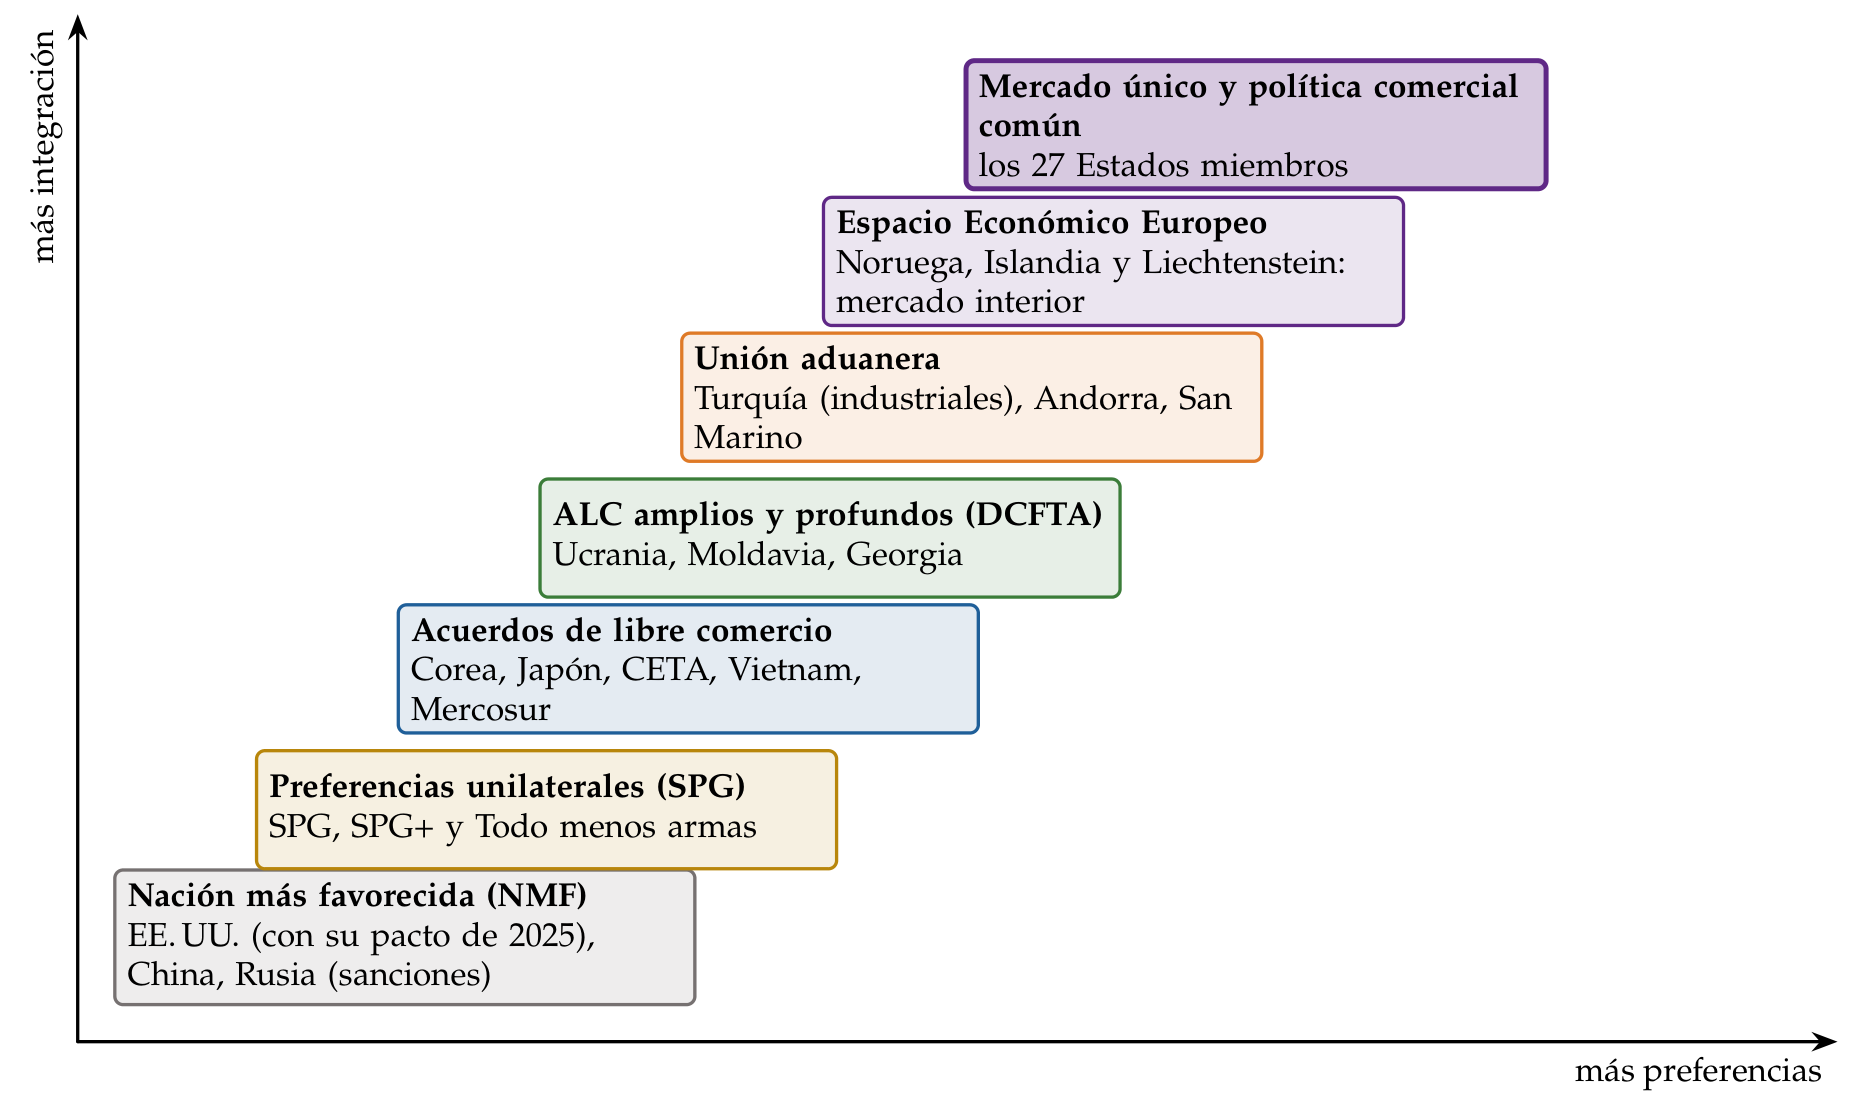 más integración
Mercado único y política comercial
común
los 27 Estados miembros
Espacio Económico Europeo
Noruega, Islandia y Liechtenstein:
mercado interior
Unión aduanera
Turquía (industriales), Andorra, San
Marino
ALC amplios y profundos (DCFTA)
Ucrania, Moldavia, Georgia
Acuerdos de libre comercio
Corea, Japón, CETA, Vietnam,
Mercosur
Preferencias unilaterales (SPG)
SPG, SPG+ y Todo menos armas
Nación más favorecida (NMF)
EE. UU. (con su pacto de 2025),
China, Rusia (sanciones)
más preferencias